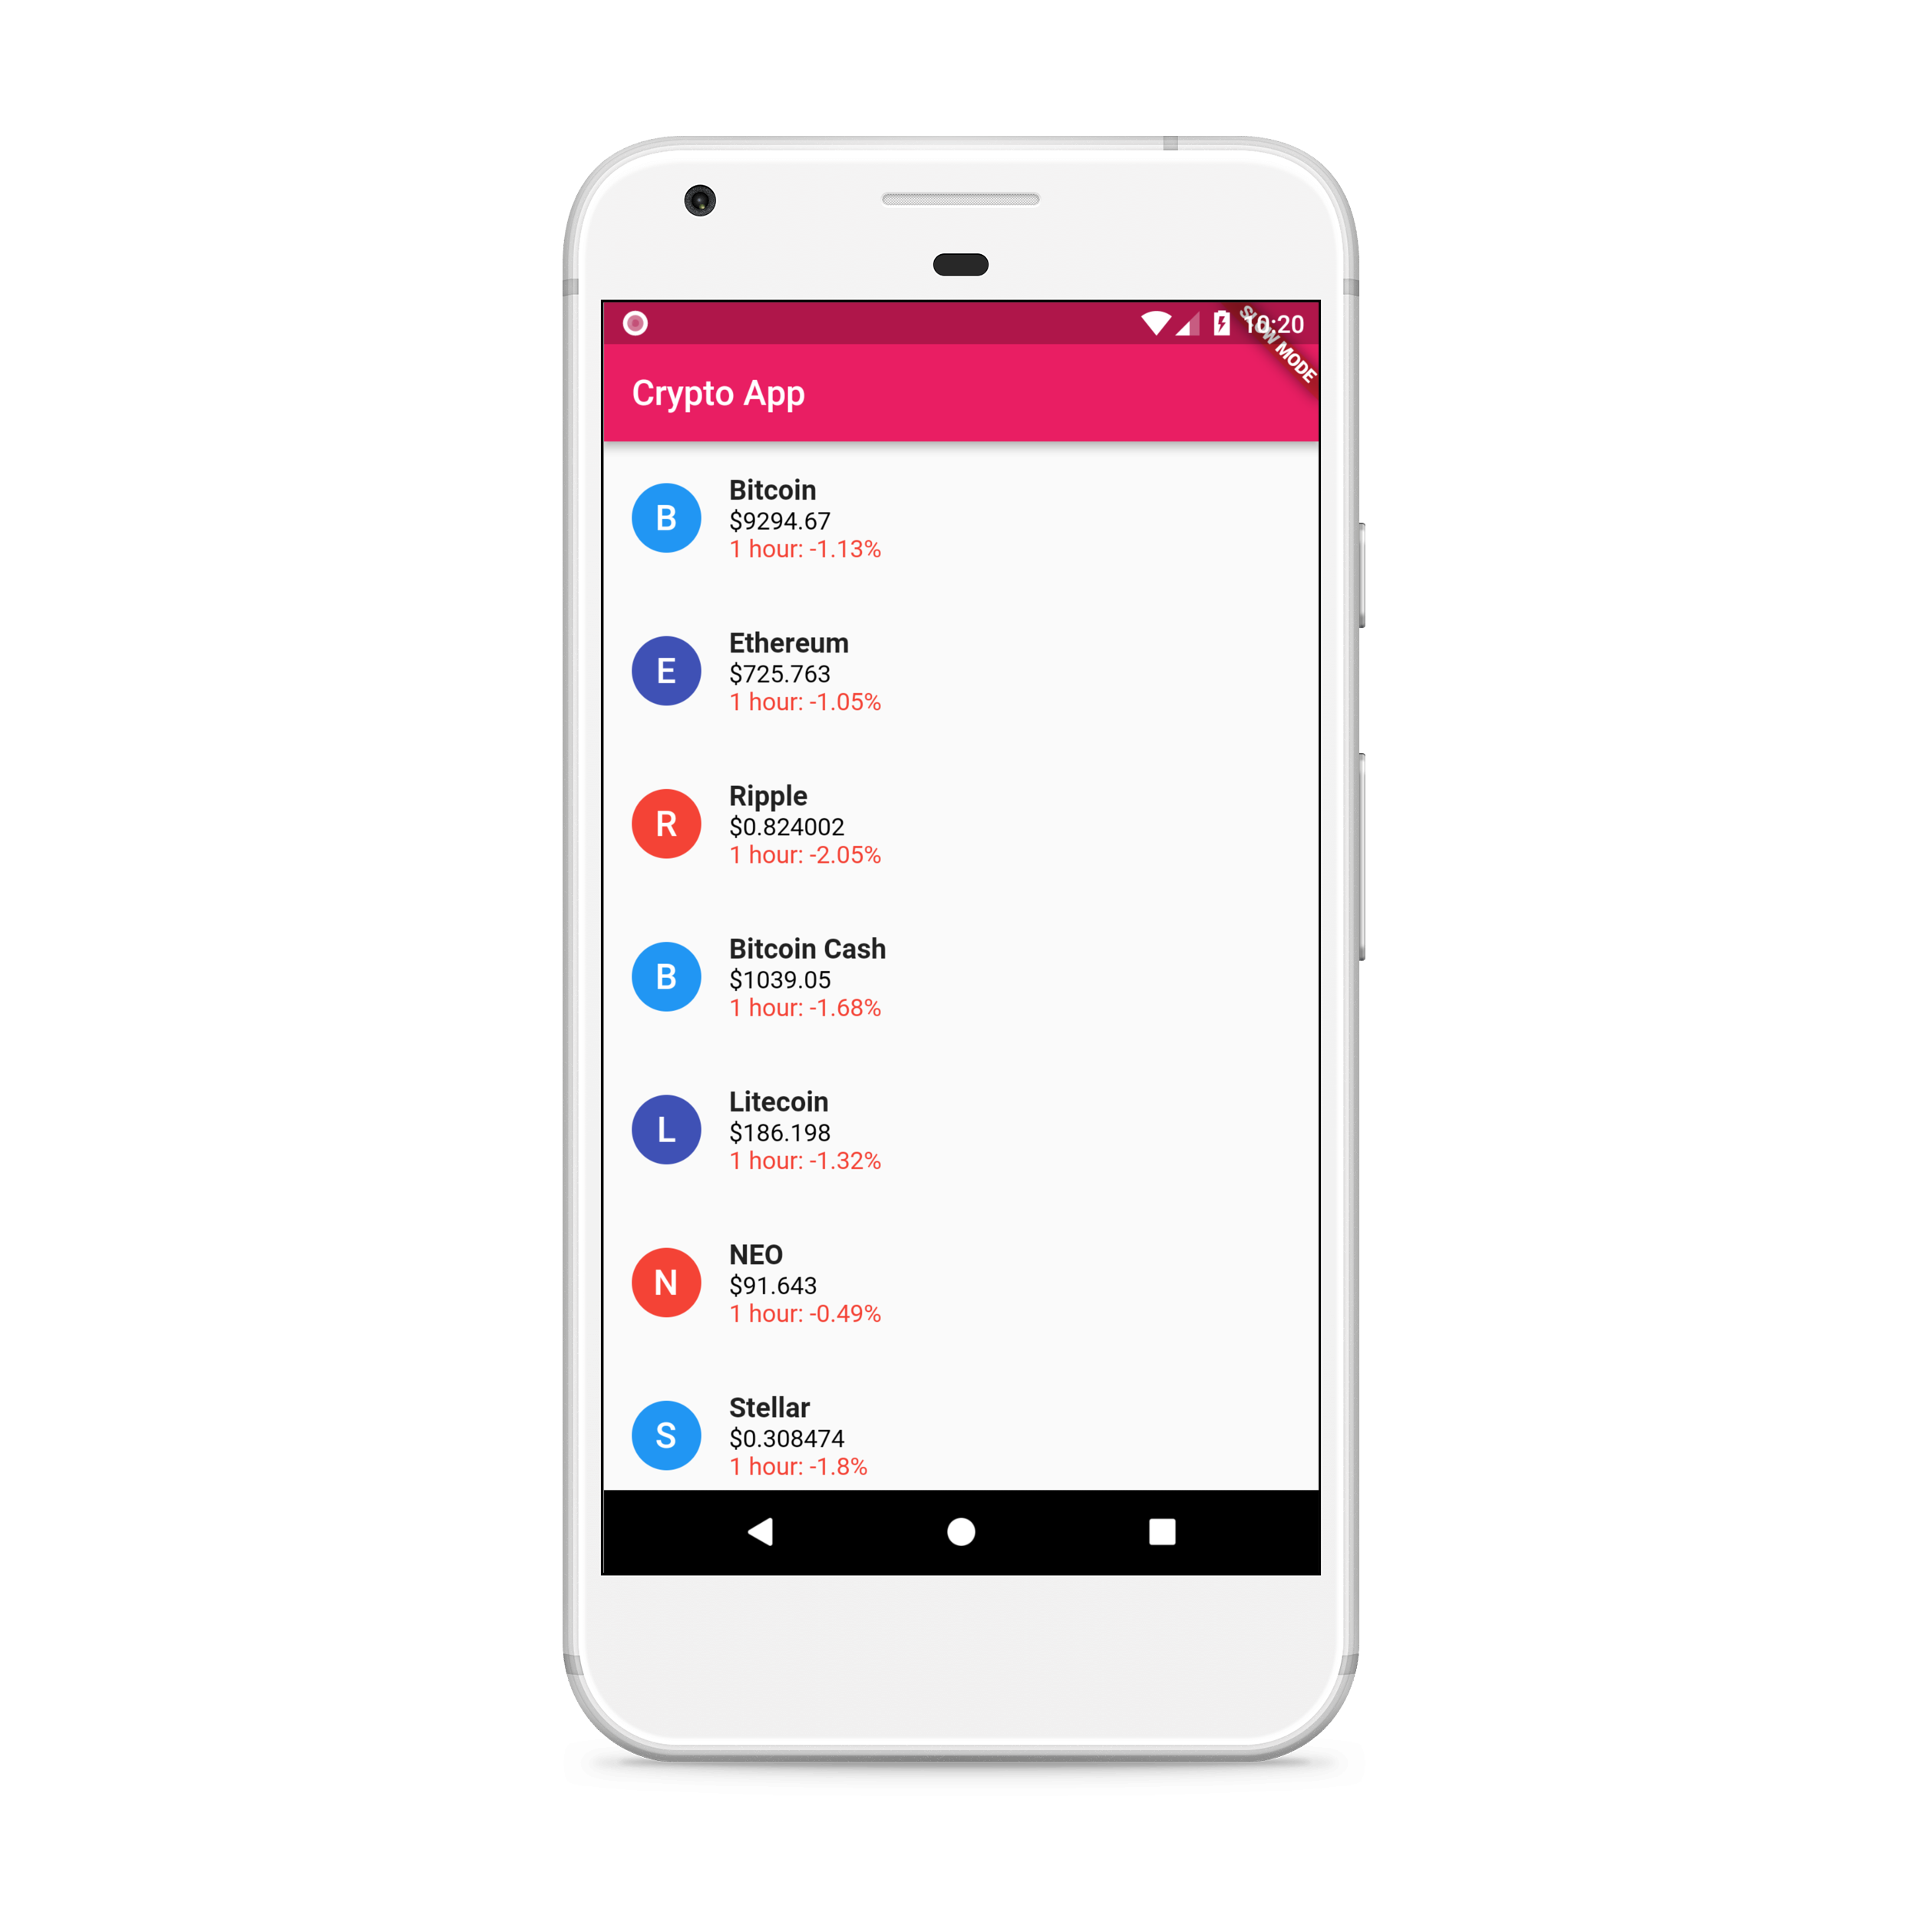 10:20
SLOW MODE
Crypto App
B
Bitcoin
$9294.67
1 hour: -1.13%
E
Ethereum
$725.763
1 hour: -1.05%
R
Ripple
$0.824002
1 hour: -2.05%
B
Bitcoin Cash
$1039.05
1 hour: -1.68%
L
Litecoin
$186.198
1 hour: -1.32%
N
NEO
$91.643
1 hour: -0.49%
S
Stellar
$0.308474
1 hour: -1.8%